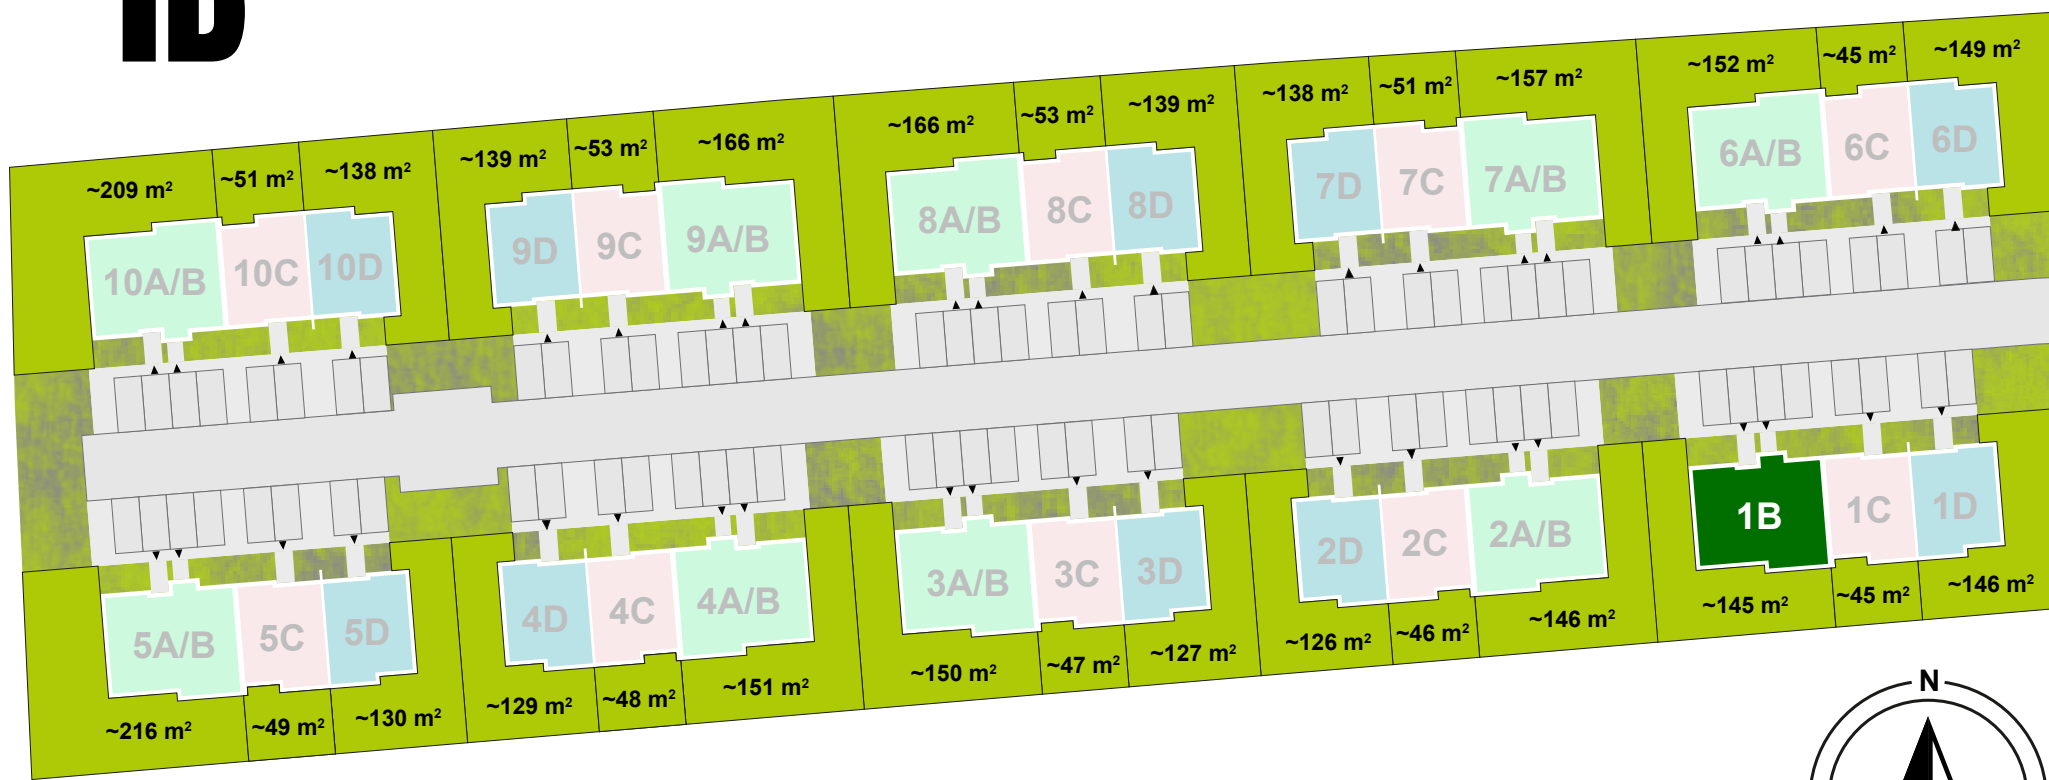 ~209 m²
~51 m²
~138 m²
~139 m²
~53 m²
~166 m²
~166 m²
~53 m²
~139 m²
~138 m²
~51 m²
~157 m²
~152 m²
~45 m²
~149 m²
10A/B
10C
10D
9D
9C
9A/B
8A/B
8C
8D
7D
7C
7A/B
6A/B
6C
6D
5A/B
5C
5D
4D
4C
4A/B
3A/B
3C
3D
2D
2C
2A/B
1B
1C
1D
~216 m²
~49 m²
~130 m²
~129 m²
~48 m²
~151 m²
~150 m²
~47 m²
~127 m²
~126 m²
~46 m²
~146 m²
~145 m²
~45 m²
~146 m²
N